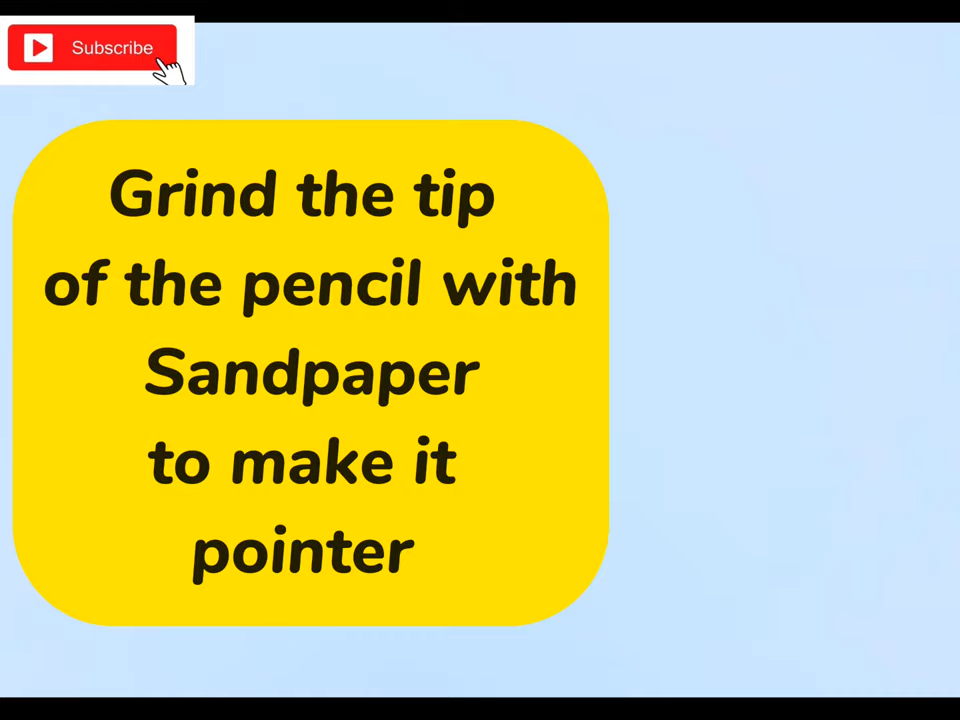 Subscribe
Grind the tip
of the pencil with
Sandpaper
to make it
pointer